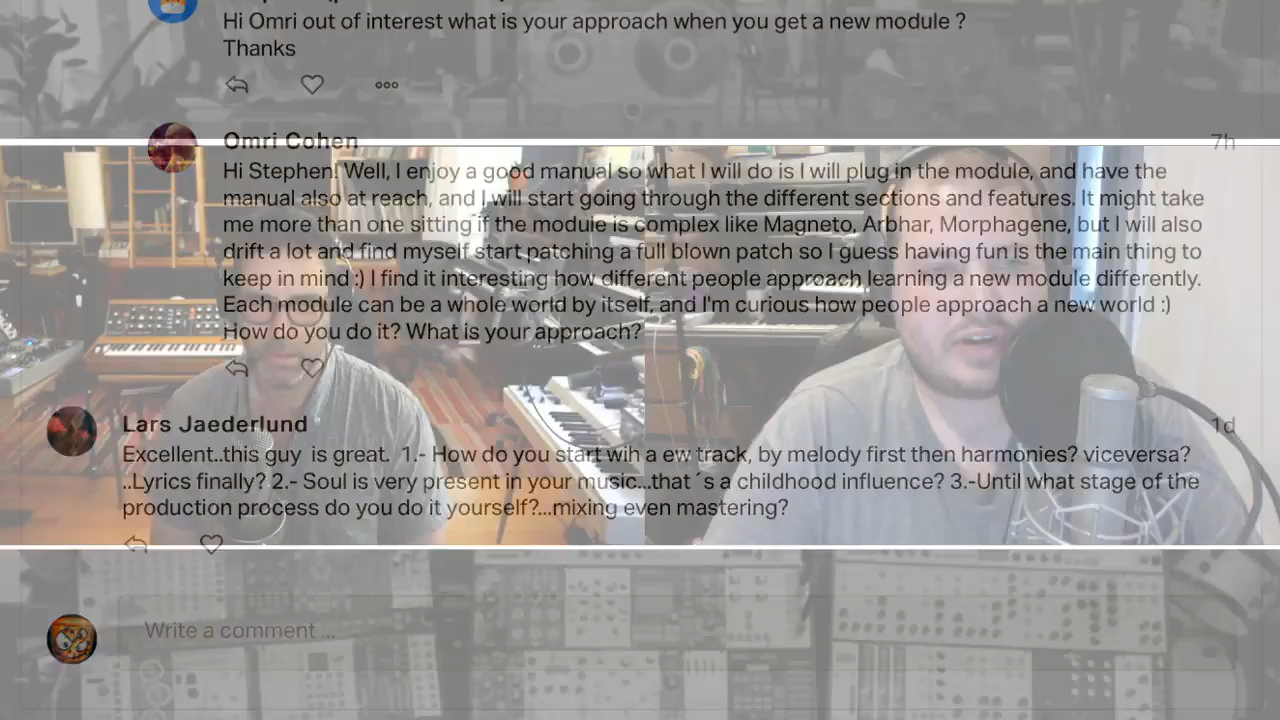 Hi Omri out of interest what is your approach when you get a new module ?
Thanks
Omri Cohen
7h
Hi Stephen! Well, I enjoy a good manual so what I will do is I will plug in the module, and have the
manual also at reach, and I will start going through the different sections and features. It might take
me more than one sitting if the module is complex like Magneto, Arbhar, Morphagene, but I will also
drift a lot and find myself start patching a full blown patch so I guess having fun is the main thing to
keep in mind :) I find it interesting how different people approach learning a new module differently.
Each module can be a whole world by itself, and I'm curious how people approach a new world :)
How do you do it? What is your approach?
Lars Jaederlund
1d
Excellent..this guy is great. 1.- How do you start wih a ew track, by melody first then harmonies? viceversa?
..Lyrics finally? 2.- Soul is very present in your music...that´s a childhood influence? 3.-Until what stage of the
production process do you do it yourself?...mixing even mastering?
Write a comment ...